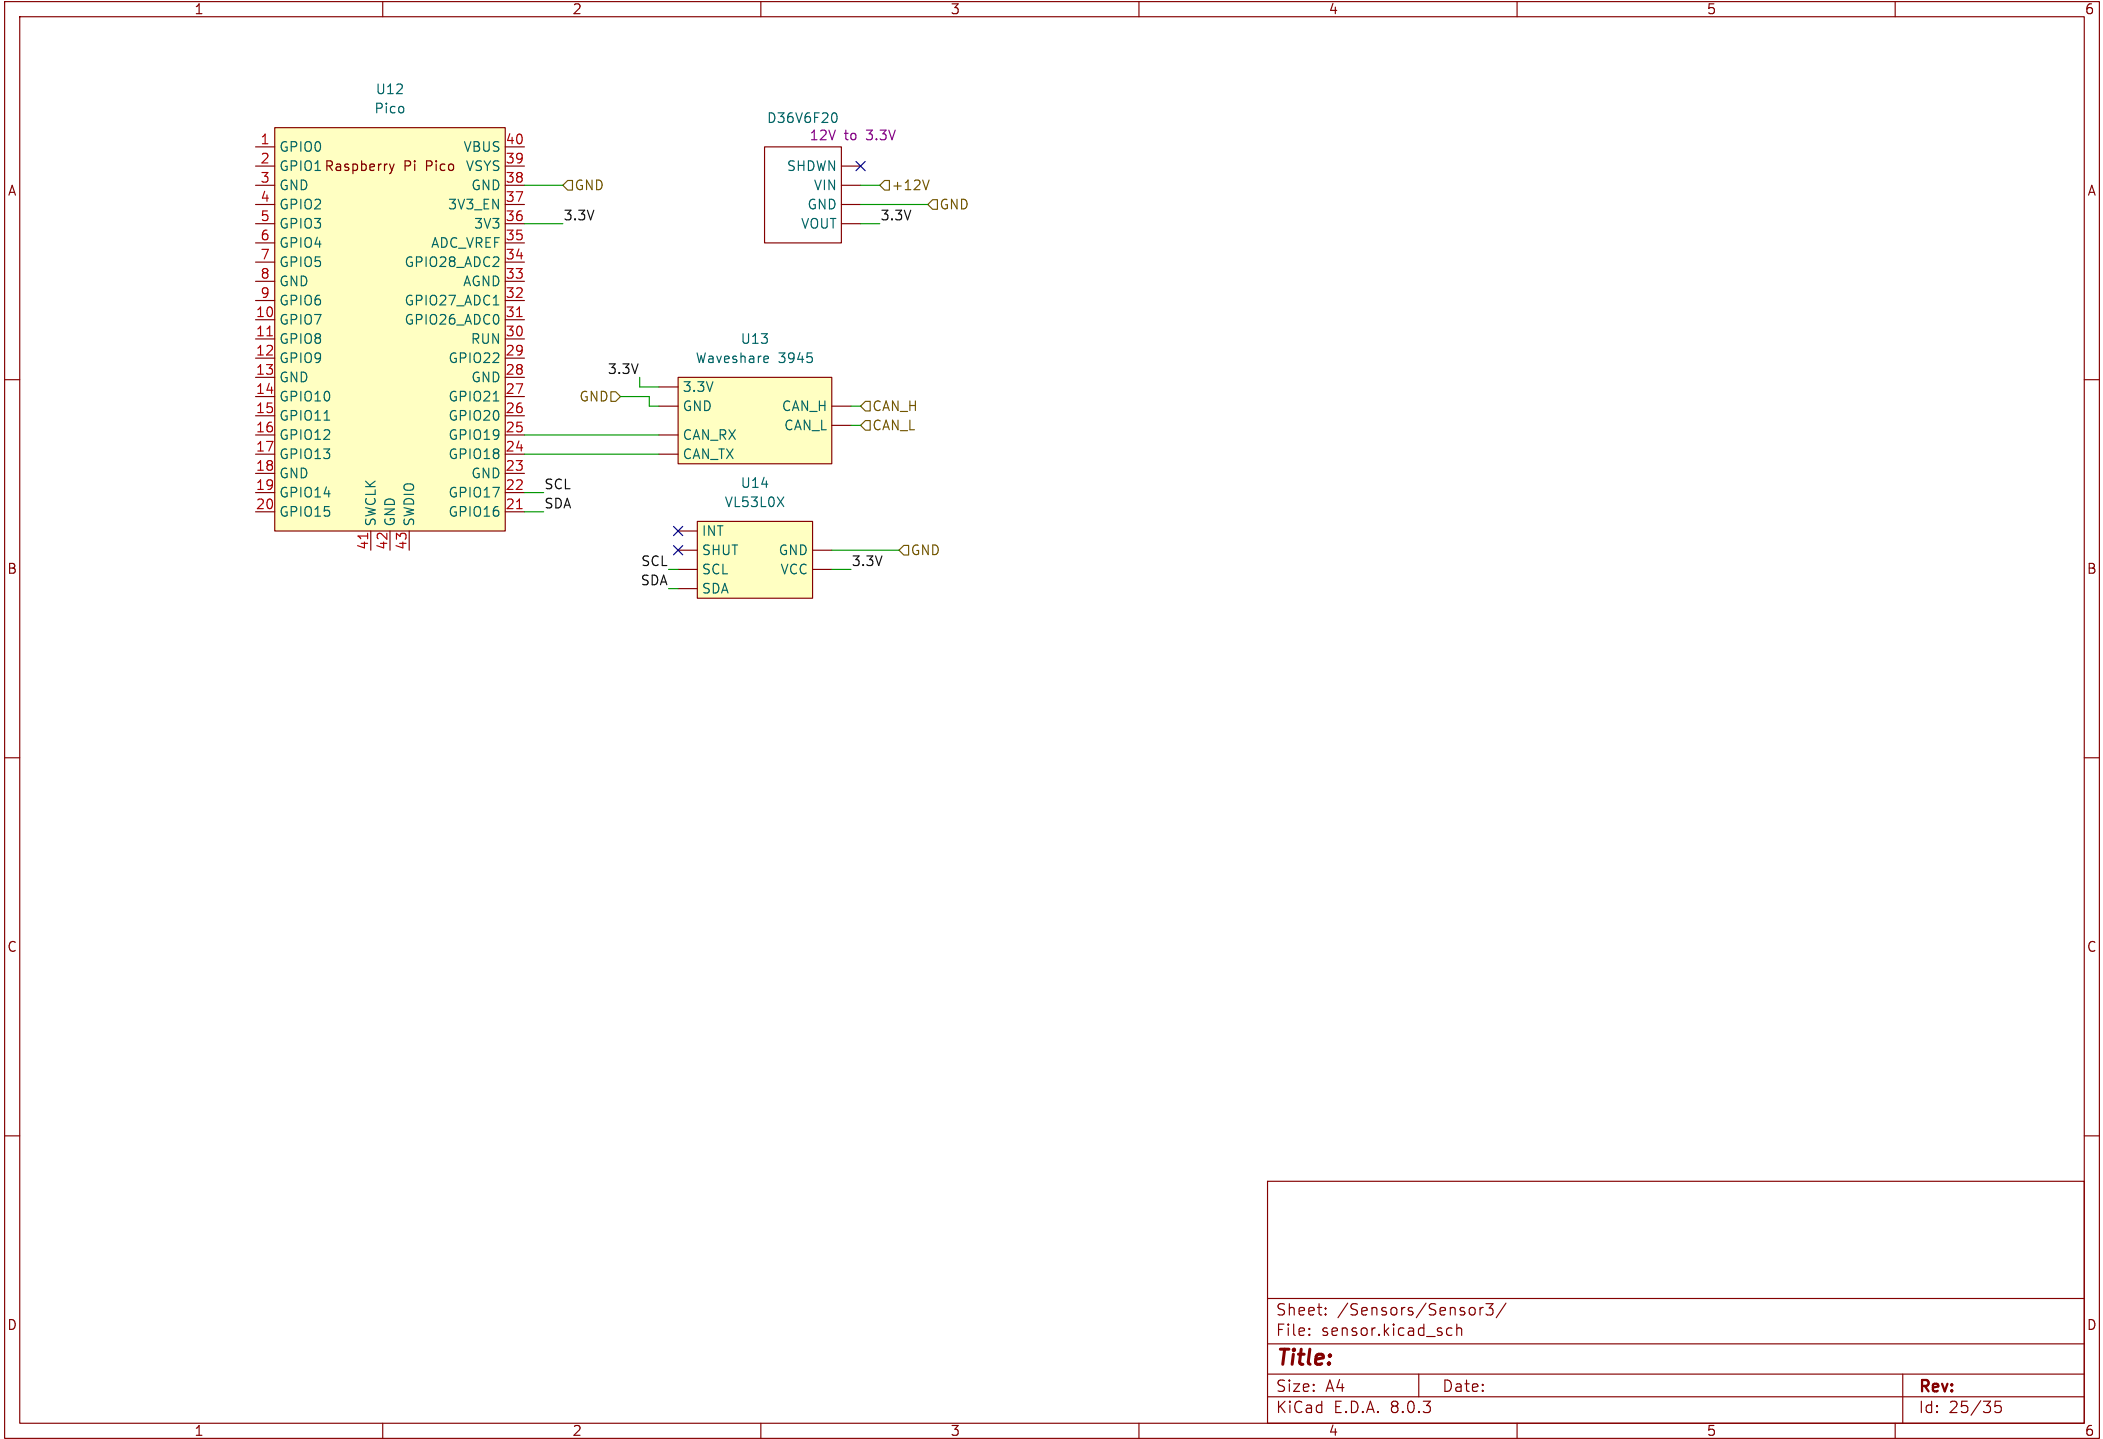 1 2 3 4 5 6
A A
B B
C C
D D
U12
Pico
Raspberry Pi Pico
1 GPIO0
2 GPIO1
3 GND
4 GPIO2
5 GPIO3
6 GPIO4
7 GPIO5
8 GND
9 GPIO6
10 GPIO7
11 GPIO8
12 GPIO9
13 GND
14 GPIO10
15 GPIO11
16 GPIO12
17 GPIO13
18 GND
19 GPIO14
20 GPIO15
SWCLK 41
GND 42
SWDIO 43
VBUS 40
VSYS 39
GND 38 GND
3V3_EN 37
3V3 36 3.3V
ADC_VREF 35
GPIO28_ADC2 34
AGND 33
GPIO27_ADC1 32
GPIO26_ADC0 31
RUN 30
GPIO22 29
GND 28
GPIO21 27
GPIO20 26
GPIO19 25
GPIO18 24
GND 23
GPIO17 22 SCL
GPIO16 21 SDA
D36V6F20
12V to 3.3V
SHDWN
VIN +12V
GND GND
VOUT 3.3V
U13
Waveshare 3945
3.3V 3.3V
GND GND
CAN_RX
CAN_TX
CAN_H CAN_H
CAN_L CAN_L
U14
VL53L0X
INT
SHUT
SCL SCL
SDA SDA
GND GND
VCC 3.3V
Sheet: /Sensors/Sensor3/
File: sensor.kicad_sch
Title:
Size: A4 Date: Rev:
KiCad E.D.A. 8.0.3 Id: 25/35
1 2 3 4 5 6